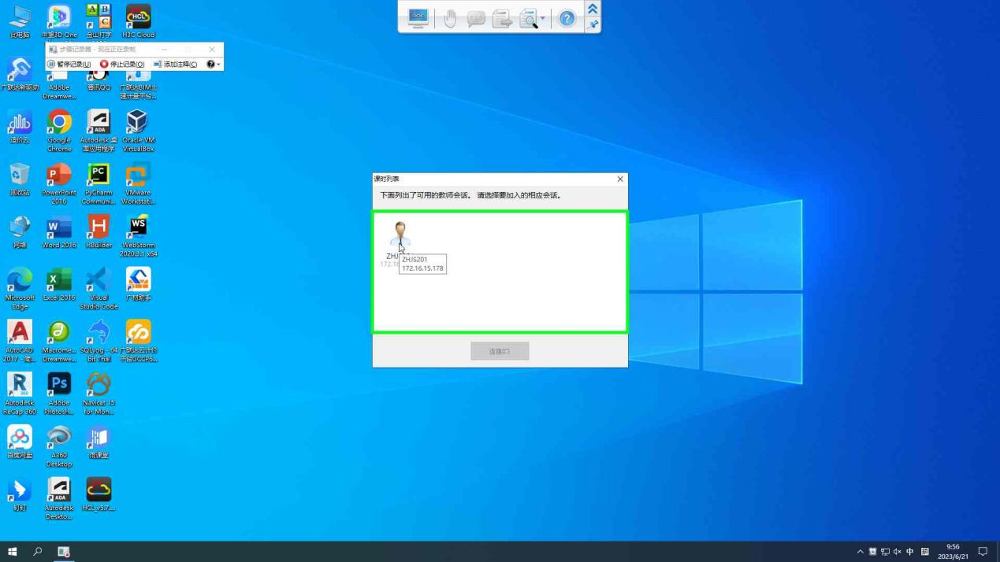 此电脑
中望3D One
金山打字
H3C Cloud
步骤记录器 - 现在正在录制
暂停记录(U)
停止记录(O)
添加注释(C)
广联达新驱动
Adobe
Dreamwe...
腾讯QQ
广联达BIM土
建计量平台...
造价云
Google
Chrome
Autodesk 桌
面应用程序
Oracle VM
VirtualBox
回收站
PowerPoint
2016
PyCharm
Communi...
VMware
Workstati...
网络
Word 2016
HBuilder
WebStorm
2020.3.1 x64
Microsoft
Edge
Excel 2016
Visual
Studio Code
广材助手
AutoCAD
Macrome...
Dreamwe...
SQLyog - 64
bit Trial
广联达云计价
平台GCCP6...
Autodesk
ReCap 360
Adobe
Photosh...
Navicat 15
for Mon...
百度网盘
A360
Desktop
雨课堂
钉钉
Autodesk
Deskto...
HCL_v5.7...
课时列表
下面列出了可用的教师会话。 请选择要加入的相应会话。
ZHJS201
172.16.15.178
连接(C)
中
9:56
2023/6/21